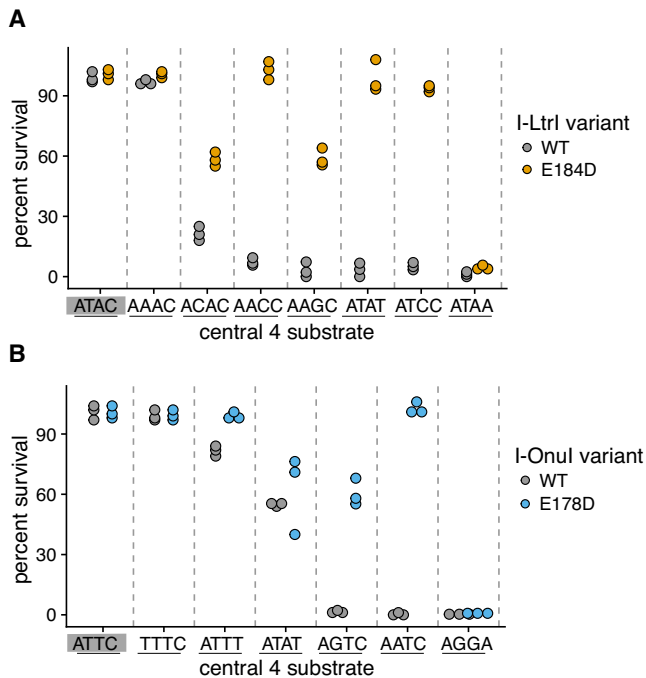 A
percent survival
90
60
30
0
ATAC AAAC ACAC AACC AAGC ATAT ATCC ATAA
central 4 substrate
I-LtrI variant
WT
E184D
B
percent survival
90
60
30
0
ATTC TTTC ATTT ATAT AGTC AATC AGGA
central 4 substrate
I-OnuI variant
WT
E178D